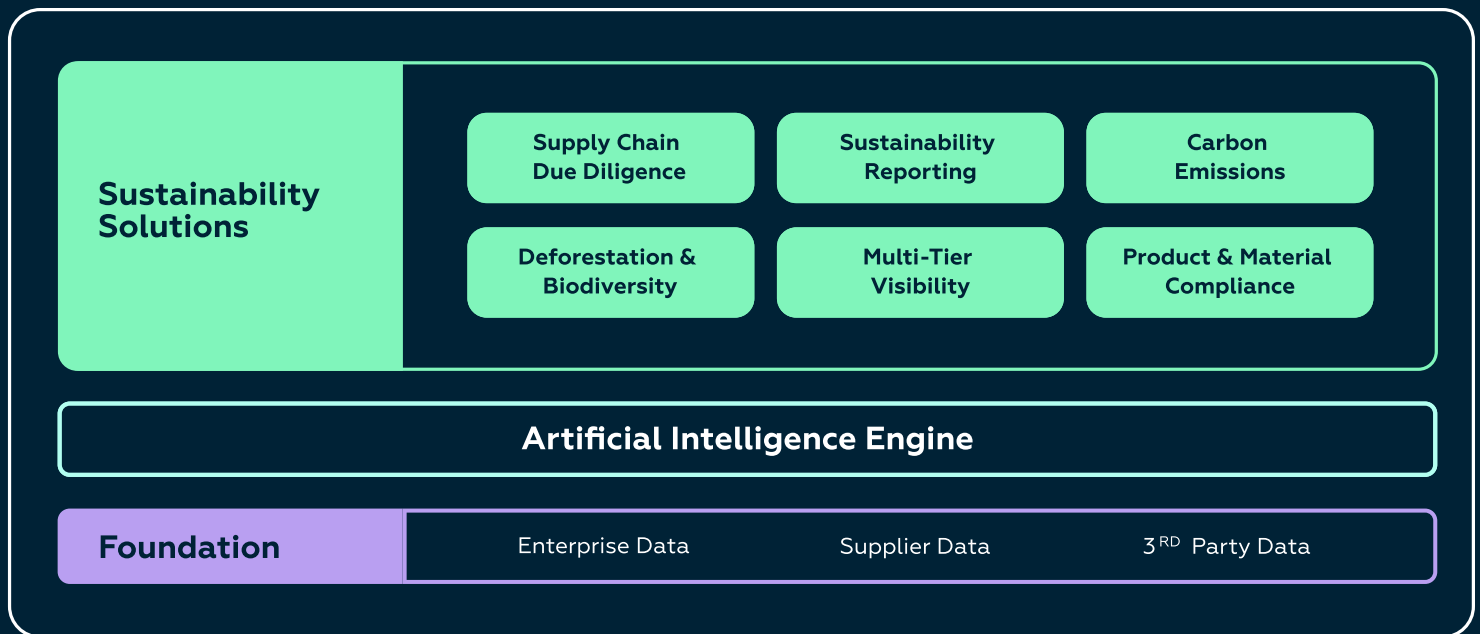 Sustainability
Solutions
Supply Chain
Due Diligence
Sustainability
Reporting
Carbon
Emissions
Deforestation &
Biodiversity
Multi-Tier
Visibility
Product & Material
Compliance
Artificial Intelligence Engine
Foundation
Enterprise Data
Supplier Data
3RD Party Data